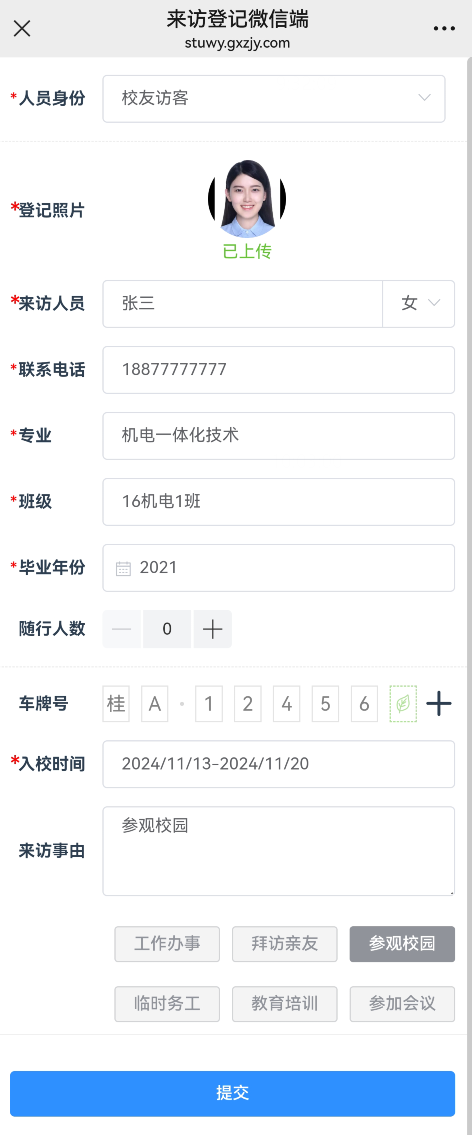 来访登记微信端
stuwy.gxzjy.com
*人员身份 校友访客
*登记照片
已上传
*来访人员 张三 女
*联系电话 18877777777
*专业 机电一体化技术
*班级 16机电1班
*毕业年份 2021
随行人数 — 0 +
车牌号 桂 A · 1 2 4 5 6 +
*入校时间 2024/11/13-2024/11/20
来访事由 参观校园
工作办事 拜访亲友 参观校园
临时务工 教育培训 参加会议
提交